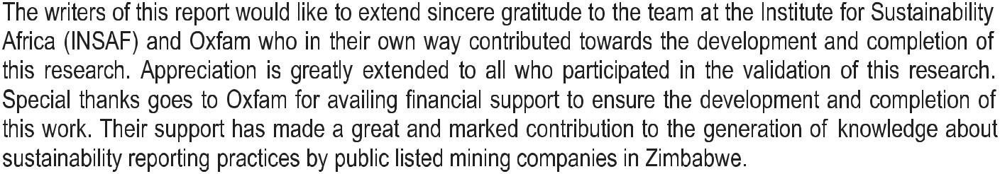 The writers of this report would like to extend sincere gratitude to the team at the Institute for Sustainability
Africa (INSAF) and Oxfam who in their own way contributed towards the development and completion of
this research. Appreciation is greatly extended to all who participated in the validation of this research.
Special thanks goes to Oxfam for availing financial support to ensure the development and completion of
this work. Their support has made a great and marked contribution to the generation of knowledge about
sustainability reporting practices by public listed mining companies in Zimbabwe.